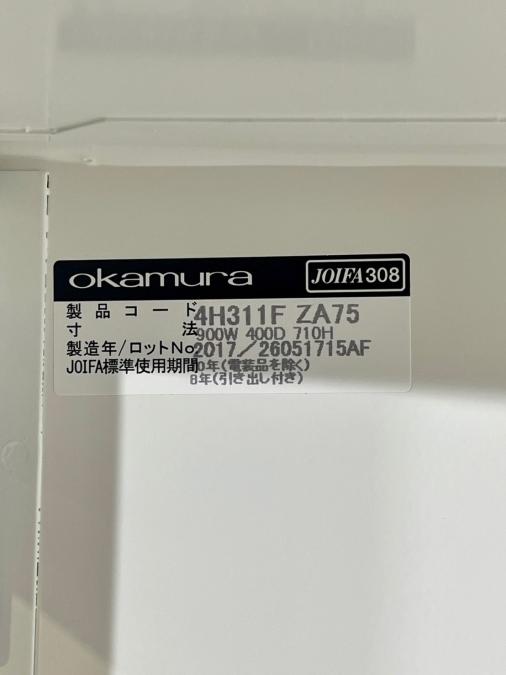 okamura JOIFA308
製品コード 4H311F ZA75
寸法 900W 400D 710H
製造年/ロットNo 2017/26051715AF
JOIFA標準使用期間 10年(電装品を除く)
8年(引き出し付き)